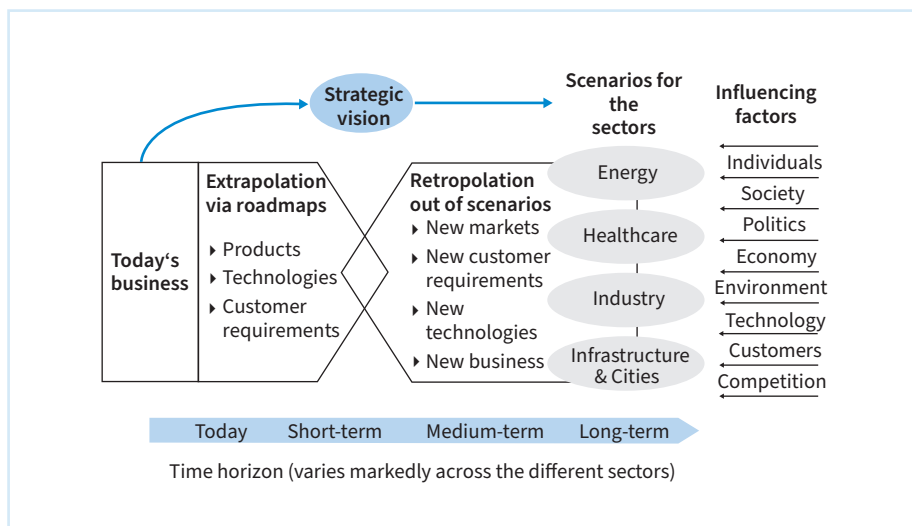 Strategic
vision
Scenarios for
the
sectors
Influencing
factors
Today‘s
business
Extrapolation
via roadmaps
Products
Technologies
Customer
requirements
Retropolation
out of scenarios
New markets
New customer
requirements
New
technologies
New business
Energy
Healthcare
Industry
Infrastructure
& Cities
Individuals
Society
Politics
Economy
Environment
Technology
Customers
Competition
Today Short-term Medium-term Long-term
Time horizon (varies markedly across the different sectors)